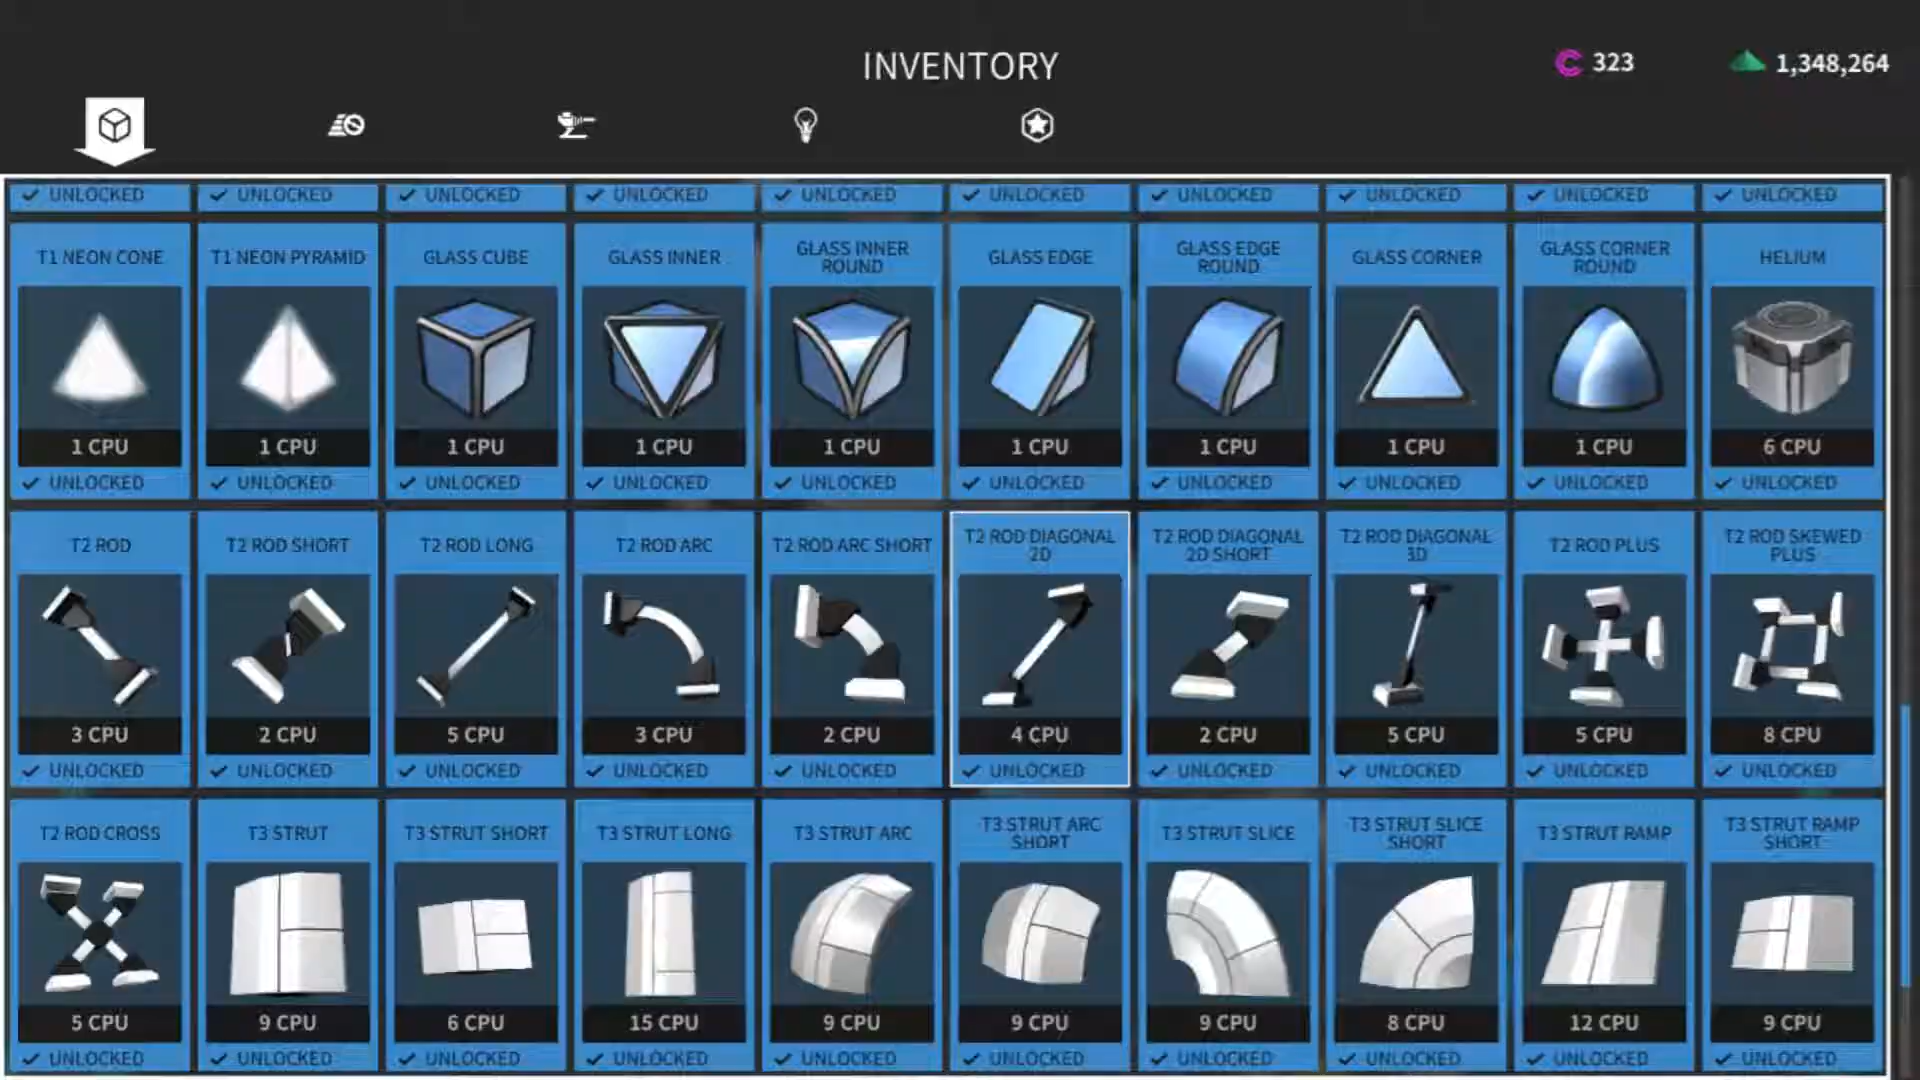 INVENTORY
323
1,348,264
UNLOCKED UNLOCKED UNLOCKED UNLOCKED UNLOCKED UNLOCKED UNLOCKED UNLOCKED UNLOCKED UNLOCKED
T1 NEON CONE
T1 NEON PYRAMID
GLASS CUBE
GLASS INNER
GLASS INNER
ROUND
GLASS EDGE
GLASS EDGE
ROUND
GLASS CORNER
GLASS CORNER
ROUND
HELIUM
1 CPU 1 CPU 1 CPU 1 CPU 1 CPU 1 CPU 1 CPU 1 CPU 1 CPU 6 CPU
UNLOCKED UNLOCKED UNLOCKED UNLOCKED UNLOCKED UNLOCKED UNLOCKED UNLOCKED UNLOCKED UNLOCKED
T2 ROD
T2 ROD SHORT
T2 ROD LONG
T2 ROD ARC
T2 ROD ARC SHORT
T2 ROD DIAGONAL
2D
T2 ROD DIAGONAL
2D SHORT
T2 ROD DIAGONAL
3D
T2 ROD PLUS
T2 ROD SKEWED
PLUS
3 CPU 2 CPU 5 CPU 3 CPU 2 CPU 4 CPU 2 CPU 5 CPU 5 CPU 8 CPU
UNLOCKED UNLOCKED UNLOCKED UNLOCKED UNLOCKED UNLOCKED UNLOCKED UNLOCKED UNLOCKED UNLOCKED
T2 ROD CROSS
T3 STRUT
T3 STRUT SHORT
T3 STRUT LONG
T3 STRUT ARC
T3 STRUT ARC
SHORT
T3 STRUT SLICE
T3 STRUT SLICE
SHORT
T3 STRUT RAMP
T3 STRUT RAMP
SHORT
5 CPU 9 CPU 6 CPU 15 CPU 9 CPU 9 CPU 9 CPU 8 CPU 12 CPU 9 CPU
UNLOCKED UNLOCKED UNLOCKED UNLOCKED UNLOCKED UNLOCKED UNLOCKED UNLOCKED UNLOCKED UNLOCKED